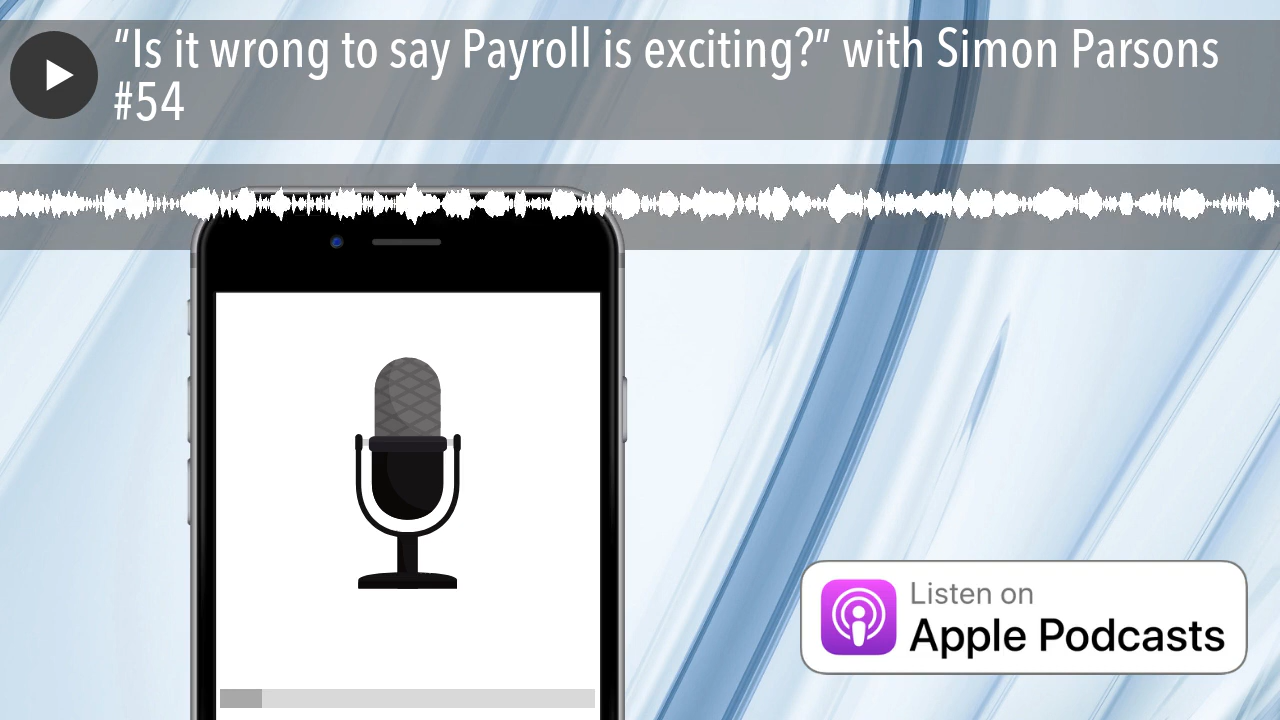 “Is it wrong to say Payroll is exciting?” with Simon Parsons
#54
Listen on
Apple Podcasts